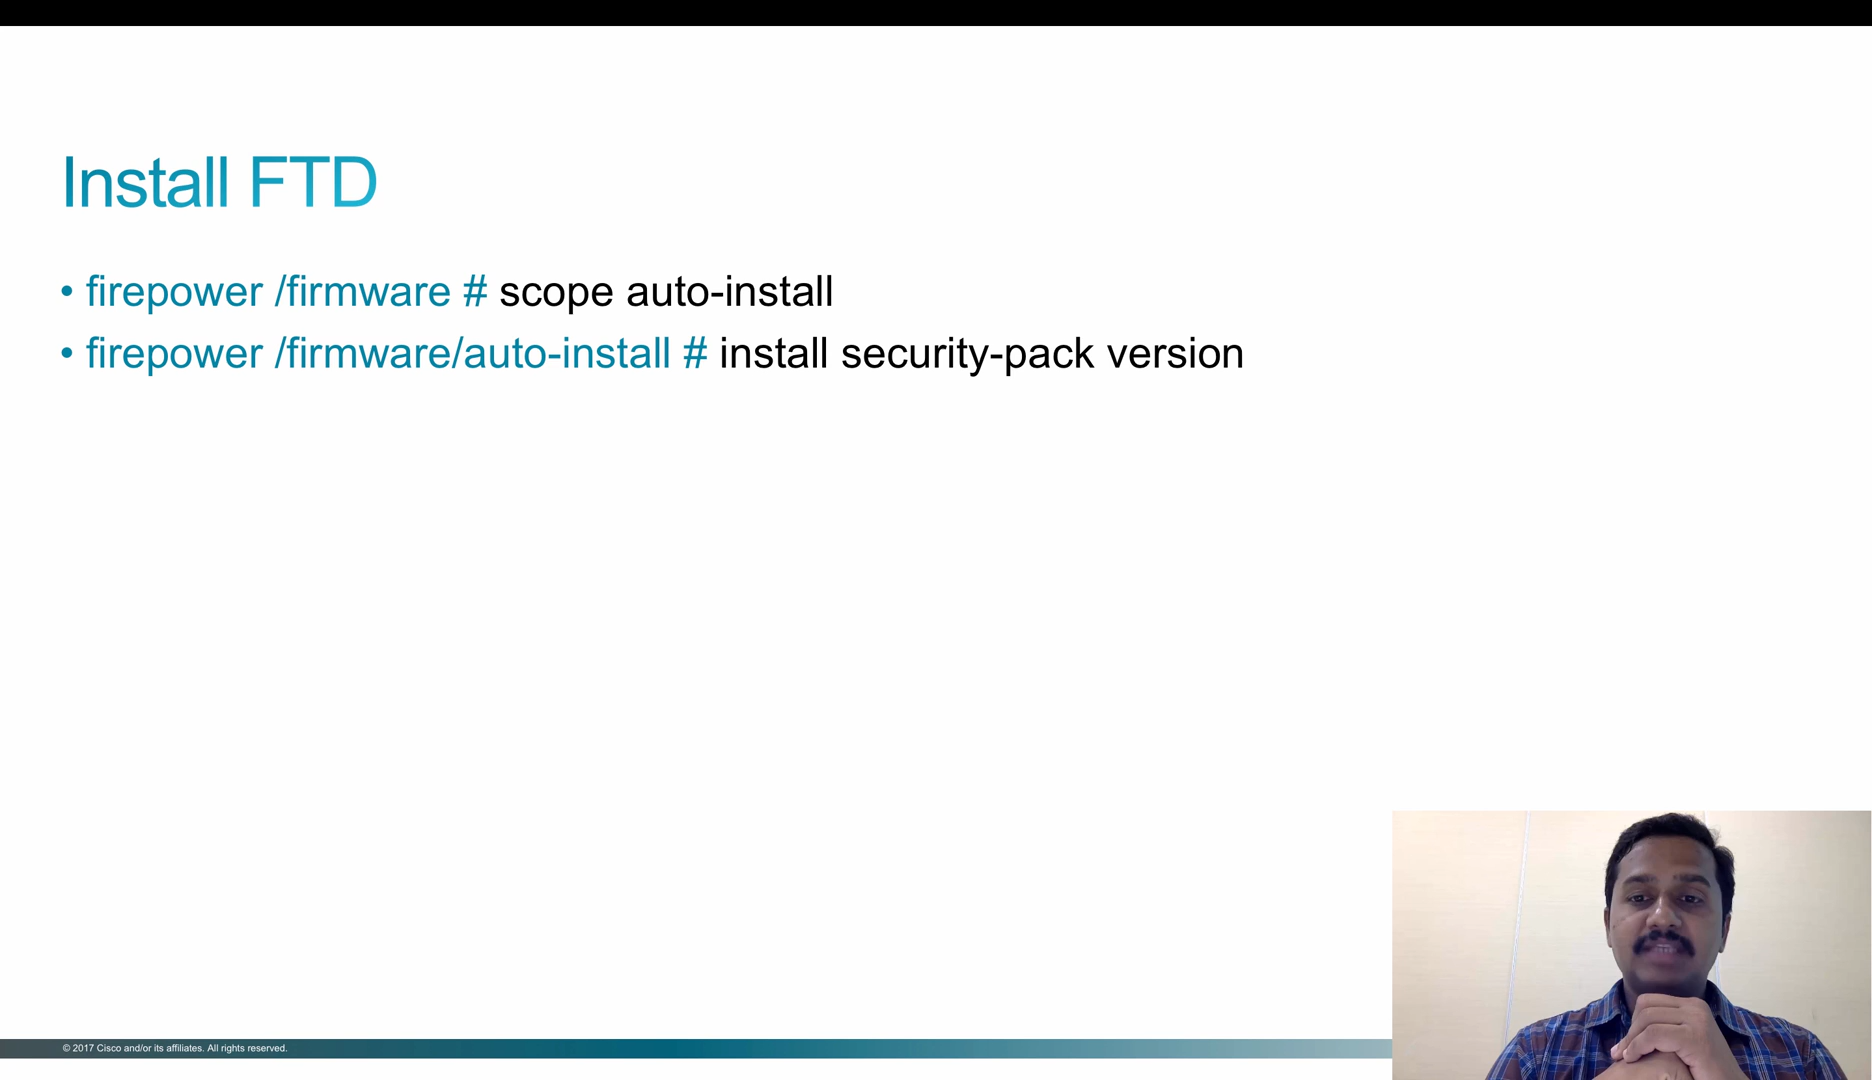 Install FTD
• firepower /firmware # scope auto-install
• firepower /firmware/auto-install # install security-pack version
© 2017 Cisco and/or its affiliates. All rights reserved.